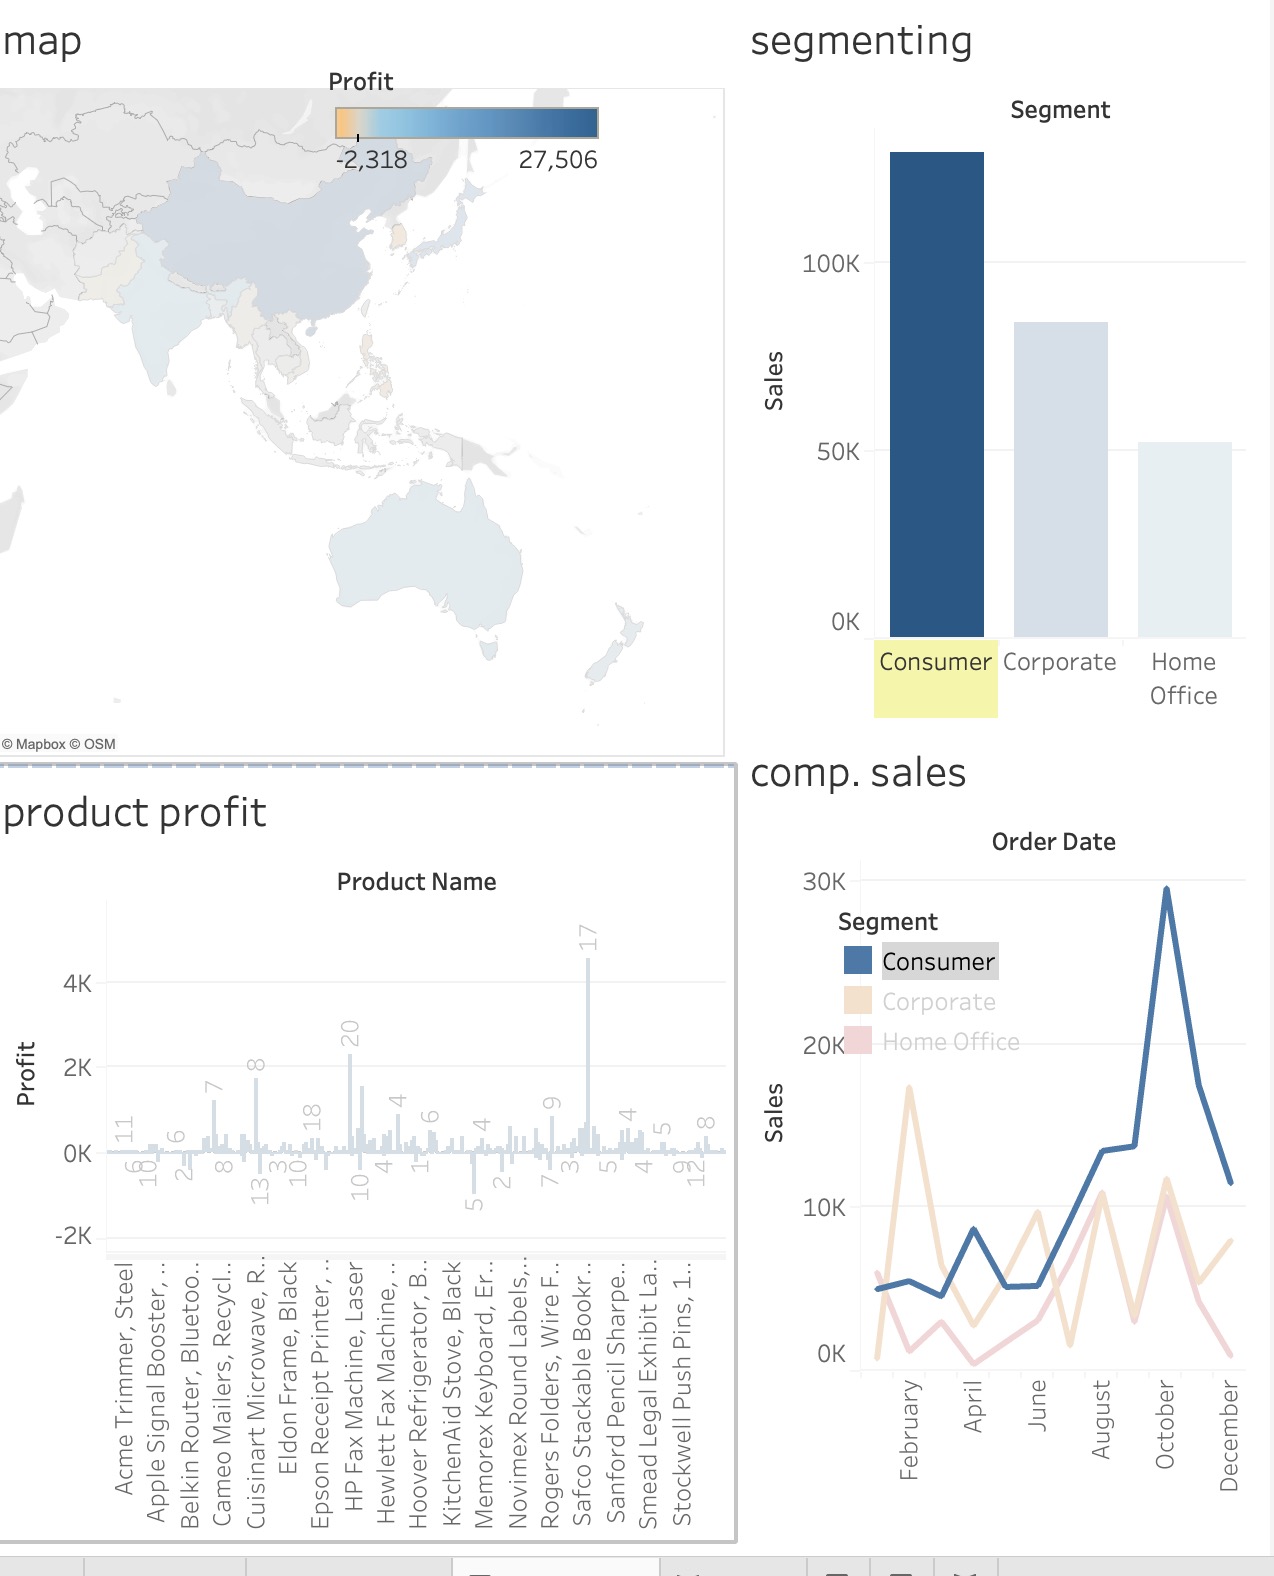 map
Profit
-2,318 27,506
© Mapbox © OSM
segmenting
Segment
Sales
100K
50K
0K
Consumer Corporate Home Office
product profit
Product Name
Profit
4K
2K
0K
-2K
11 6 10 6 2 7 8 8 13 3 10 18 20 10 4 4 1 6 5 4 2 7 9 3 17 5 4 4 5 9 12 8
Acme Trimmer, Steel
Apple Signal Booster,..
Belkin Router, Bluetoo..
Cameo Mailers, Recycl..
Cuisinart Microwave, R..
Eldon Frame, Black
Epson Receipt Printer,..
HP Fax Machine, Laser
Hewlett Fax Machine,..
Hoover Refrigerator, B..
KitchenAid Stove, Black
Memorex Keyboard, Er..
Novimex Round Labels,..
Rogers Folders, Wire F..
Safco Stackable Bookr..
Sanford Pencil Sharpe..
Smead Legal Exhibit La..
Stockwell Push Pins, 1..
comp. sales
Order Date
Segment
Consumer
Corporate
Home Office
Sales
30K
20K
10K
0K
February
April
June
August
October
December